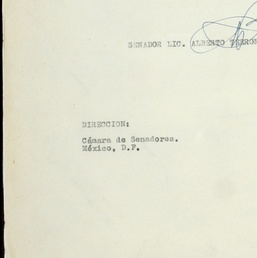 SENADOR LIC. ALBERTO
DIRECCION:
Cámara de Senadores.
México, D.F.